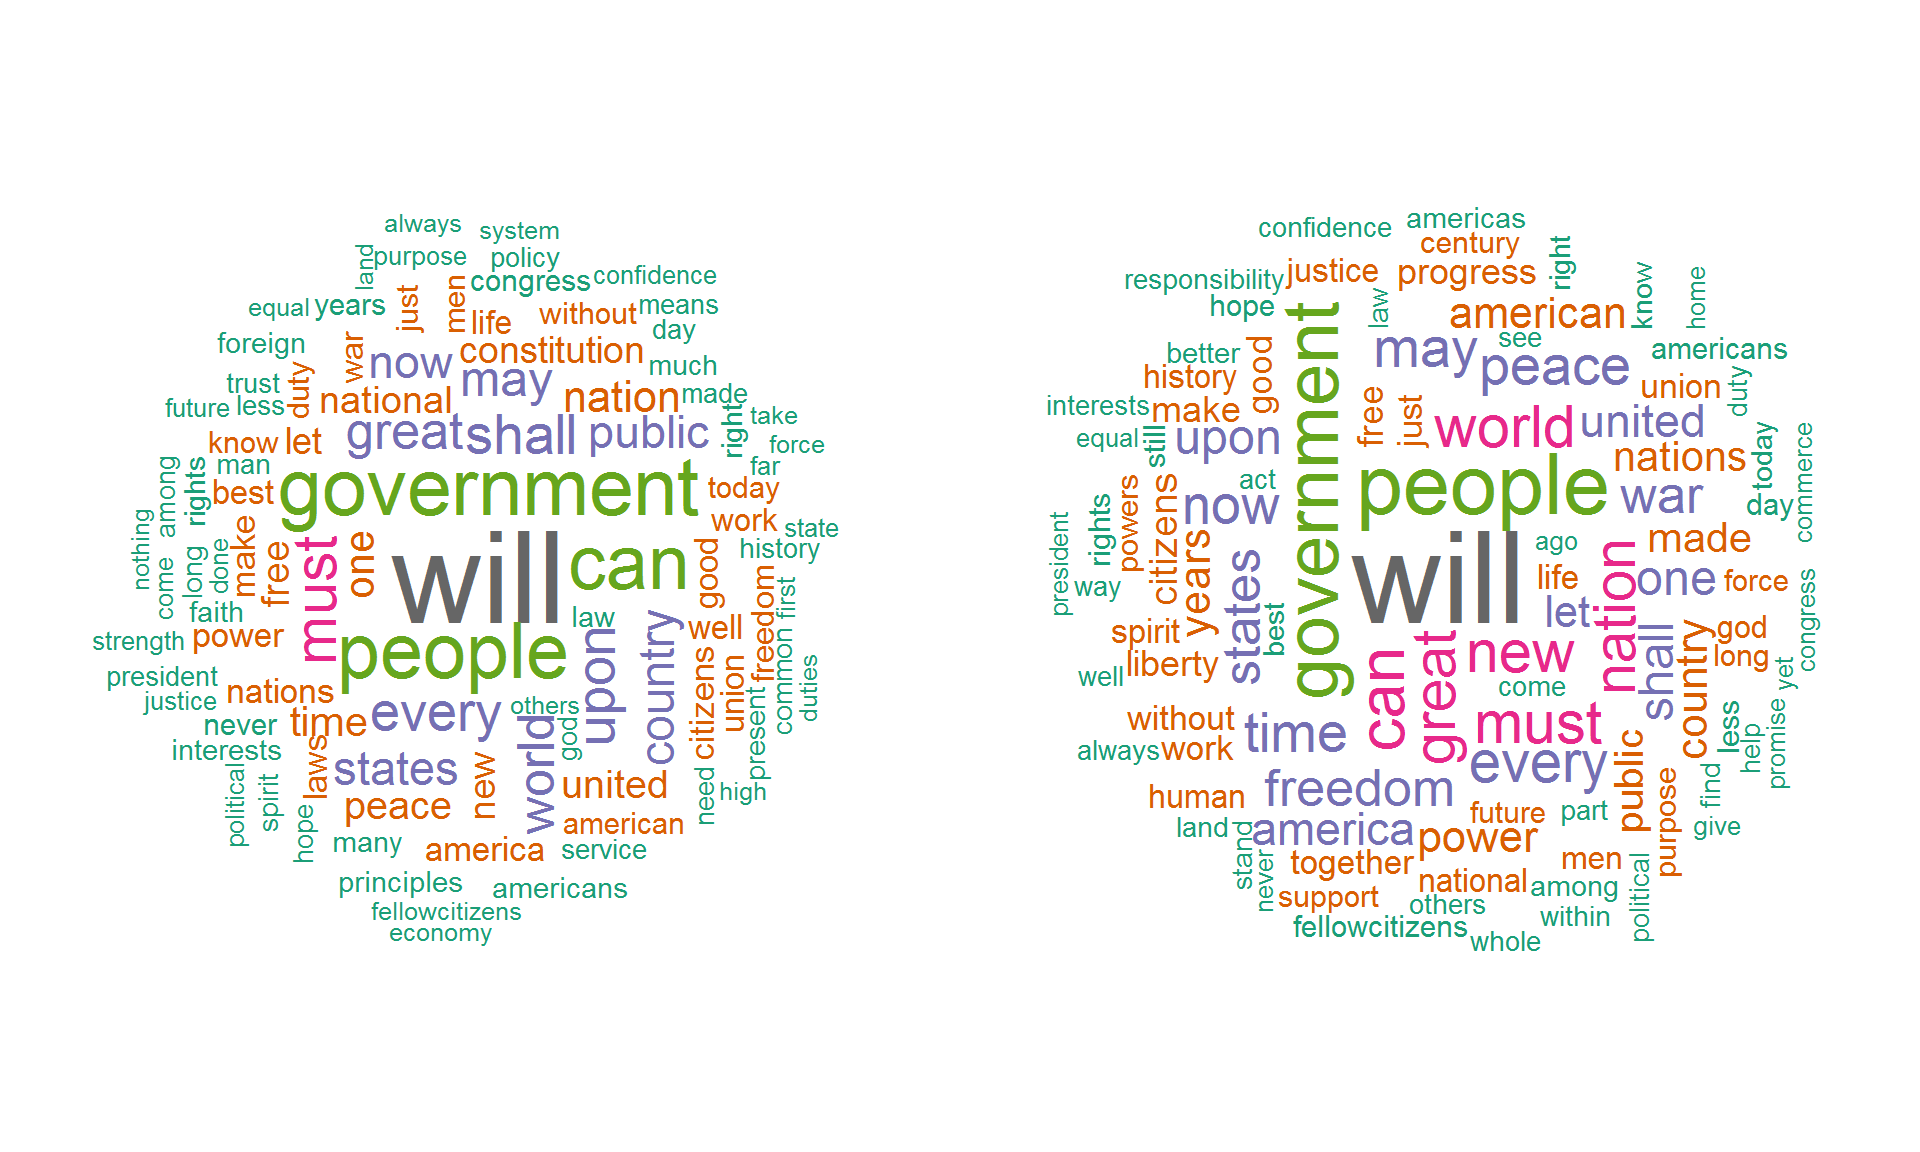 always
system
land
purpose
policy
congress
confidence
equal
years
just
men
life
without
means
day
foreign
war
now
constitution
may
much
trust
duty
national
nation
made
future
less
great
shall
public
right
take
know
let
force
man
far
among
rights
best
government
today
work
state
nothing
come
long
done
make
free
must
one
will
can
good
history
faith
law
freedom
first
strength
power
people
upon
country
well
president
nations
citizens
union
common
duties
justice
never
time
every
others
god
present
interests
laws
states
world
political
spirit
hope
peace
new
united
need
high
many
america
american
service
principles
americans
fellowcitizens
economy
confidence
americas
century
right
responsibility
justice
progress
know
home
hope
government
law
american
see
better
good
may
peace
americans
history
free
just
union
duty
interests
make
world
united
equal
still
upon
people
nations
today
commerce
act
war
day
president
rights
powers
citizens
now
will
ago
made
way
years
states
best
life
nation
one
force
congress
spirit
liberty
let
god
well
can
great
new
come
shall
country
long
yet
without
time
must
less
help
promise
always
work
freedom
every
public
purpose
find
human
america
future
part
give
land
stand
never
together
power
men
support
national
among
political
others
within
fellowcitizens
whole